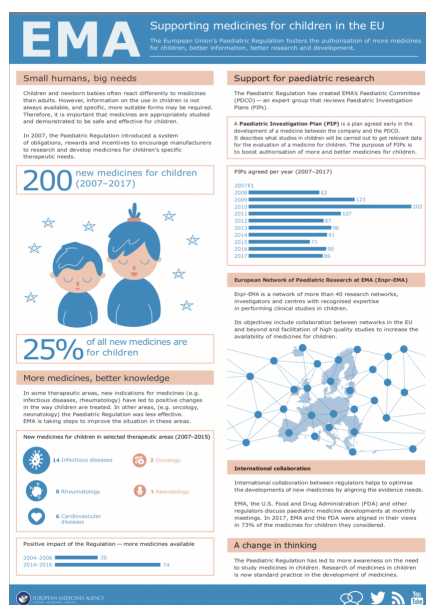 EMA
Supporting medicines for children in the EU
The European Union's Paediatric Regulation fosters the authorisation of more medicines
for children, better information, better research and development.
Small humans, big needs
Children and newborn babies often react differently to medicines
than adults. However, information on the use in children is not
always available, and specific, more suitable forms may be required.
Therefore, it is important that medicines are appropriately studied
and demonstrated to be safe and effective for children.
In 2007, the Paediatric Regulation introduced a system
of obligations, rewards and incentives to encourage manufacturers
to research and develop medicines for children's specific
therapeutic needs.
200 new medicines for children
(2007–2017)
25% of all new medicines are
for children
More medicines, better knowledge
In some therapeutic areas, new indications for medicines (e.g.
infectious diseases, rheumatology) have led to positive changes
in the way children are treated. In other areas, (e.g. oncology,
neonatology) the Paediatric Regulation was less effective.
EMA is taking steps to improve the situation in these areas.
New medicines for children in selected therapeutic areas (2007–2015)
14 Infectious diseases
2 Oncology
8 Rheumatology
1 Neonatology
6 Cardiovascular
diseases
Positive impact of the Regulation — more medicines available
2004–2006 30
2014–2016 74
Support for paediatric research
The Paediatric Regulation has created EMA's Paediatric Committee
(PDCO) — an expert group that reviews Paediatric Investigation
Plans (PIPs).
A Paediatric Investigation Plan (PIP) is a plan agreed early in the
development of a medicine between the company and the PDCO.
It describes what studies in children will be carried out to get relevant data
for the evaluation of a medicine for children. The purpose of PIPs is
to boost authorisation of more and better medicines for children.
PIPs agreed per year (2007–2017)
2007 1
2008 82
2009 123
2010 202
2011 107
2012 87
2013 96
2014 91
2015 71
2016 90
2017 86
European Network of Paediatric Research at EMA (Enpr-EMA)
Enpr-EMA is a network of more than 40 research networks,
investigators and centres with recognised expertise
in performing clinical studies in children.
Its objectives include collaboration between networks in the EU
and beyond and facilitation of high quality studies to increase the
availability of medicines for children.
International collaboration
International collaboration between regulators helps to optimise
the developments of new medicines by aligning the evidence needs.
EMA, the U.S. Food and Drug Administration (FDA) and other
regulators discuss paediatric medicine developments at monthly
meetings. In 2017, EMA and the FDA were aligned in their views
in 73% of the medicines for children they considered.
A change in thinking
The Paediatric Regulation has led to more awareness on the need
to study medicines in children. Research of medicines in children
is now standard practice in the development of medicines.
EUROPEAN MEDICINES AGENCY
You
Tube